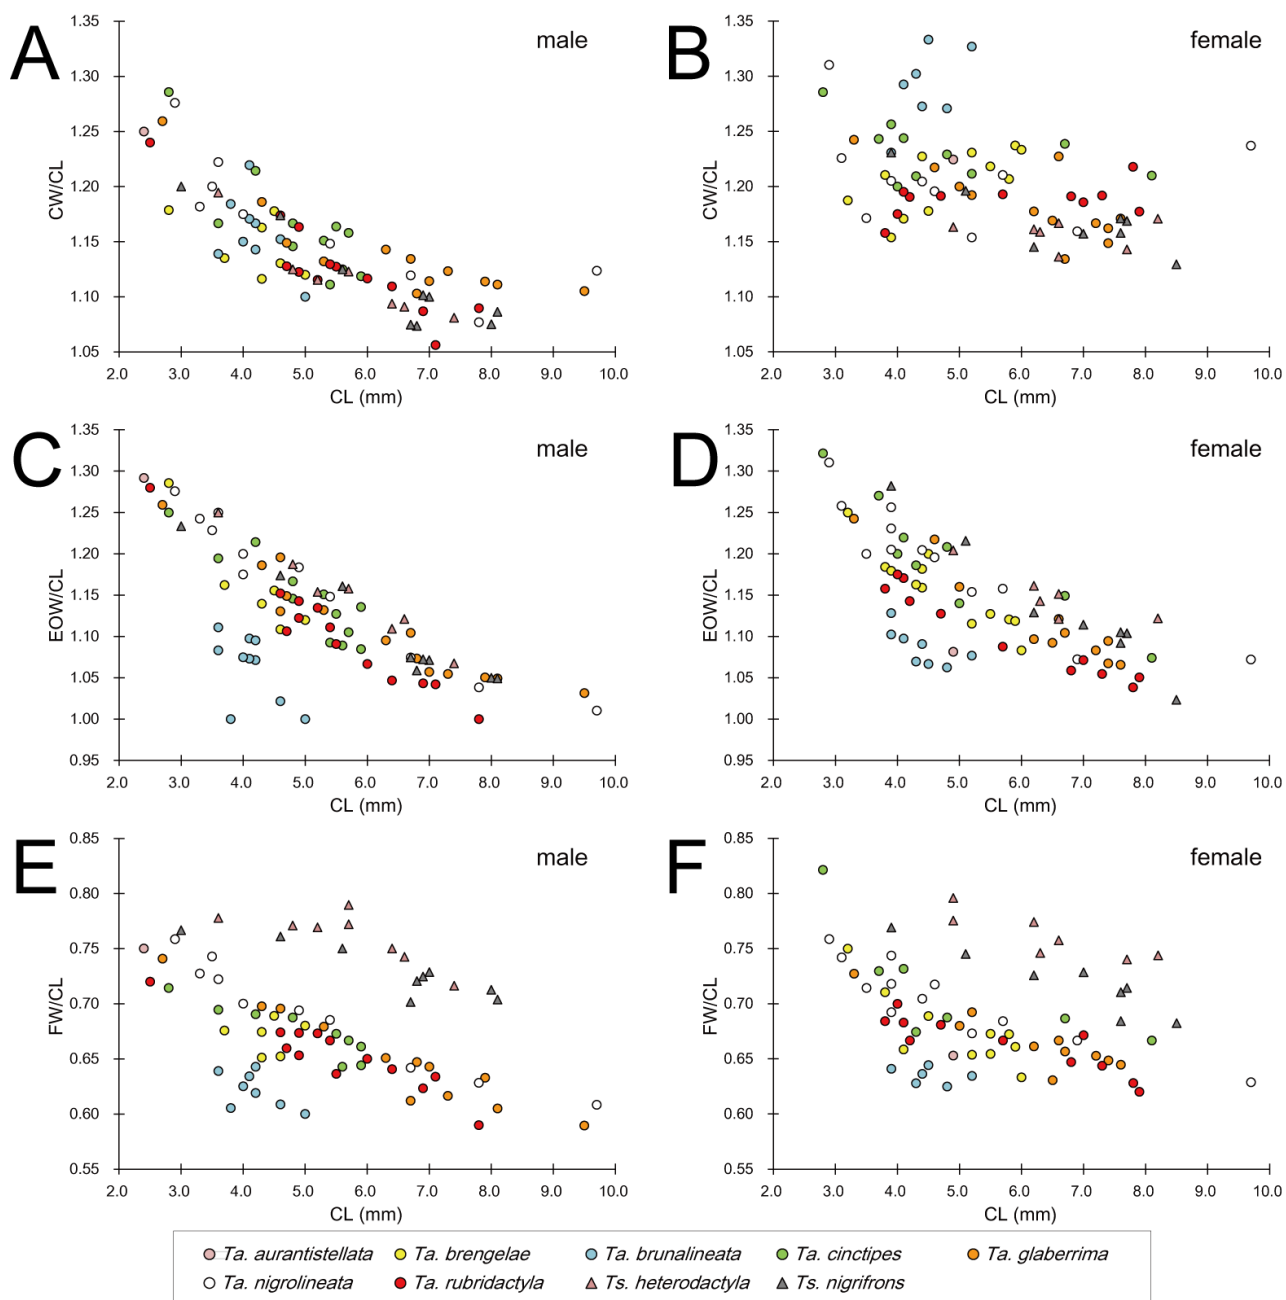 A
male
B
female
1.35
1.30
1.25
1.20
1.15
1.10
1.05
CW/CL
2.0 3.0 4.0 5.0 6.0 7.0 8.0 9.0 10.0
CL (mm)
1.35
1.30
1.25
1.20
1.15
1.10
1.05
CW/CL
2.0 3.0 4.0 5.0 6.0 7.0 8.0 9.0 10.0
CL (mm)
C
male
D
female
1.35
1.30
1.25
1.20
1.15
1.10
1.05
1.00
0.95
EOW/CL
2.0 3.0 4.0 5.0 6.0 7.0 8.0 9.0 10.0
CL (mm)
1.35
1.30
1.25
1.20
1.15
1.10
1.05
1.00
0.95
EOW/CL
2.0 3.0 4.0 5.0 6.0 7.0 8.0 9.0 10.0
CL (mm)
E
male
F
female
0.85
0.80
0.75
0.70
0.65
0.60
0.55
FW/CL
2.0 3.0 4.0 5.0 6.0 7.0 8.0 9.0 10.0
CL (mm)
0.85
0.80
0.75
0.70
0.65
0.60
0.55
FW/CL
2.0 3.0 4.0 5.0 6.0 7.0 8.0 9.0 10.0
CL (mm)
Ta. aurantistellata Ta. brengelae Ta. brunalineata Ta. cinctipes Ta. glaberrima
Ta. nigrolineata Ta. rubridactyla Ts. heterodactyla Ts. nigrifrons